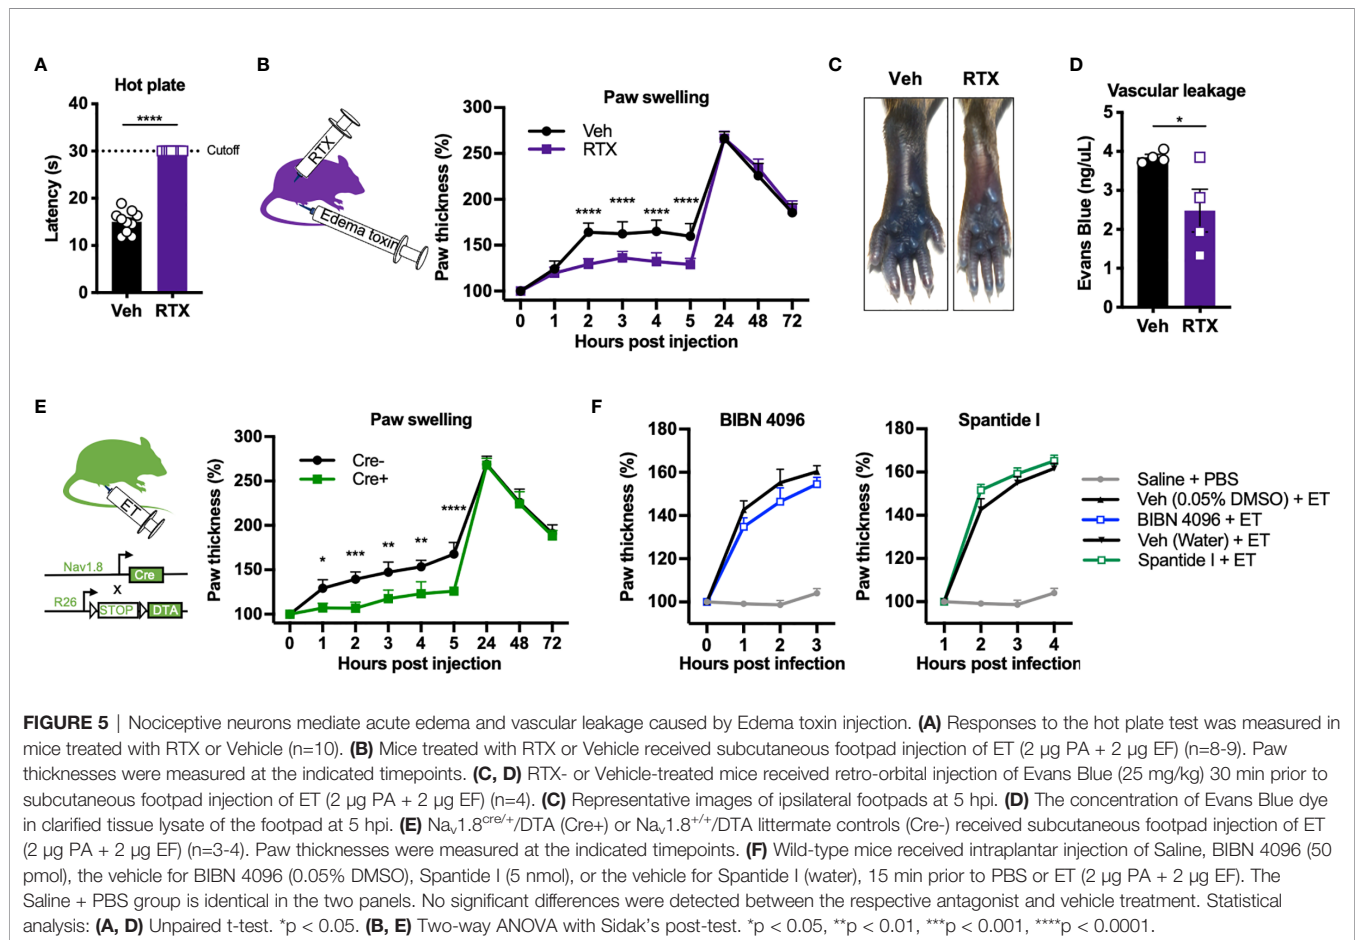 A
Hot plate
40
30
20
10
0
Latency (s)
****
Cutoff
Veh RTX
B
RTX
Edema toxin
Paw swelling
300
250
200
150
100
Paw thickness (%)
Veh
RTX
**** **** **** ****
0 1 2 3 4 5 24 48 72
Hours post injection
C
Veh RTX
D
Vascular leakage
5
4
3
2
1
0
Evans Blue (ng/uL)
*
Veh RTX
E
ET
Nav1.8
Cre
X
R26
STOP
DTA
Paw swelling
300
250
200
150
100
Paw thickness (%)
Cre-
Cre+
* *** ** ** ****
0 1 2 3 4 5 24 48 72
Hours post injection
F
BIBN 4096
180
160
140
120
100
Paw thickness (%)
0 1 2 3
Hours post infection
Spantide I
180
160
140
120
100
Paw thickness (%)
1 2 3 4
Hours post infection
Saline + PBS
Veh (0.05% DMSO) + ET
BIBN 4096 + ET
Veh (Water) + ET
Spantide I + ET
FIGURE 5 | Nociceptive neurons mediate acute edema and vascular leakage caused by Edema toxin injection. (A) Responses to the hot plate test was measured in
mice treated with RTX or Vehicle (n=10). (B) Mice treated with RTX or Vehicle received subcutaneous footpad injection of ET (2 µg PA + 2 µg EF) (n=8-9). Paw
thicknesses were measured at the indicated timepoints. (C, D) RTX- or Vehicle-treated mice received retro-orbital injection of Evans Blue (25 mg/kg) 30 min prior to
subcutaneous footpad injection of ET (2 µg PA + 2 µg EF) (n=4). (C) Representative images of ipsilateral footpads at 5 hpi. (D) The concentration of Evans Blue dye
in clarified tissue lysate of the footpad at 5 hpi. (E) Naᵥ1.8ᶜʳᵉ/⁺/DTA (Cre+) or Naᵥ1.8⁺/⁺/DTA littermate controls (Cre-) received subcutaneous footpad injection of ET
(2 µg PA + 2 µg EF) (n=3-4). Paw thicknesses were measured at the indicated timepoints. (F) Wild-type mice received intraplantar injection of Saline, BIBN 4096 (50
pmol), the vehicle for BIBN 4096 (0.05% DMSO), Spantide I (5 nmol), or the vehicle for Spantide I (water), 15 min prior to PBS or ET (2 µg PA + 2 µg EF). The
Saline + PBS group is identical in the two panels. No significant differences were detected between the respective antagonist and vehicle treatment. Statistical
analysis: (A, D) Unpaired t-test. *p < 0.05. (B, E) Two-way ANOVA with Sidak’s post-test. *p < 0.05, **p < 0.01, ***p < 0.001, ****p < 0.0001.